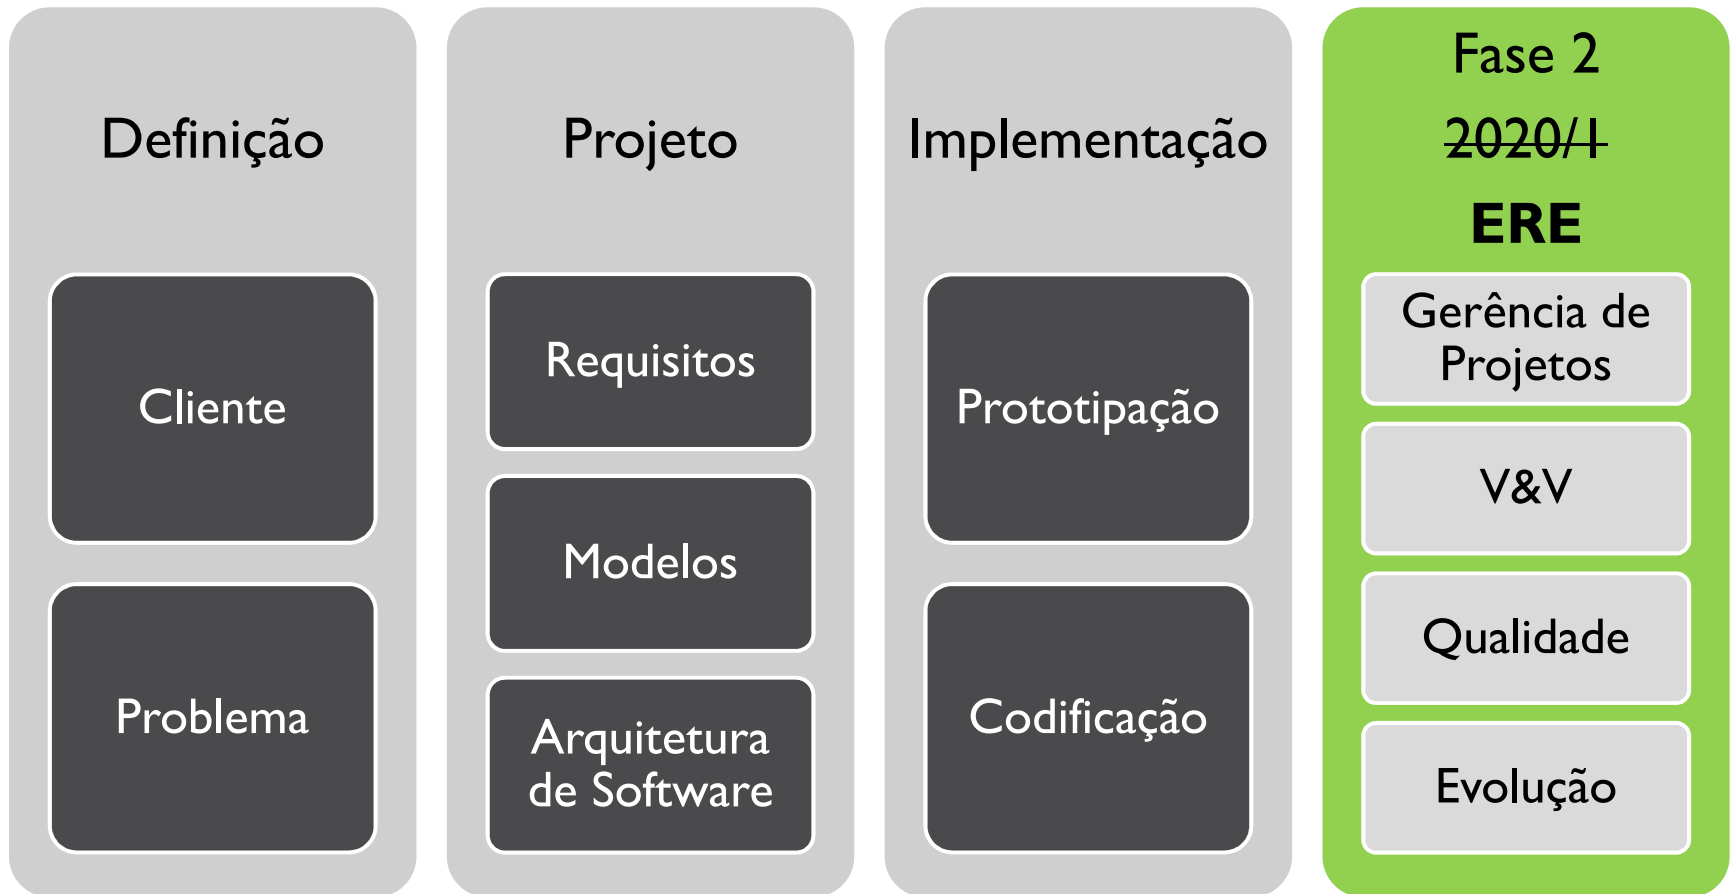 Definição
Cliente
Problema
Projeto
Requisitos
Modelos
Arquitetura
de Software
Implementação
Prototipação
Codificação
Fase 2
2020/1
ERE
Gerência de
Projetos
V&V
Qualidade
Evolução